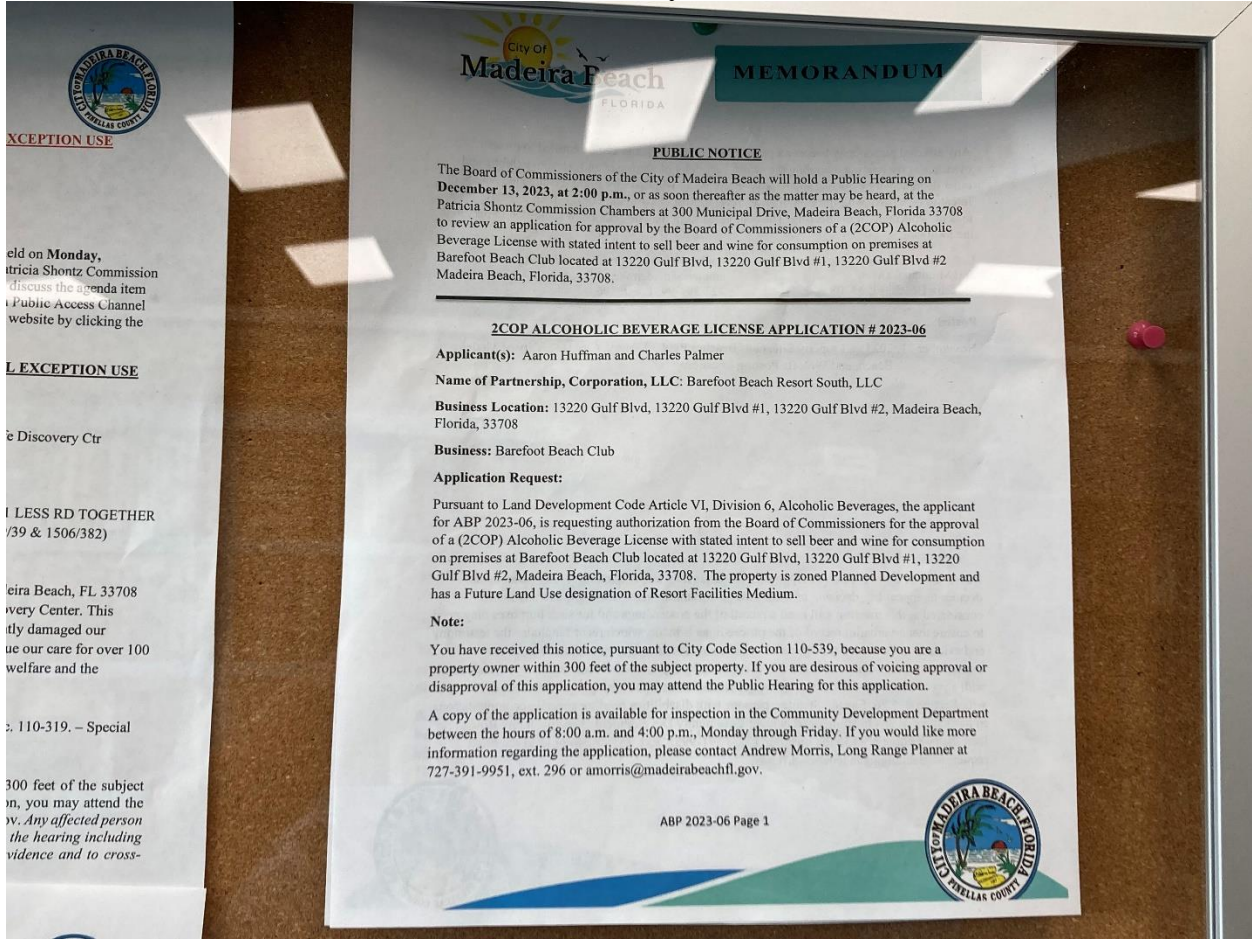 CITY OF MADEIRA BEACH, FLORIDA
PINELLAS COUNTY
XCEPTION USE
eld on Monday,
tricia Shontz Commission
discuss the agenda item
Public Access Channel
website by clicking the
L EXCEPTION USE
e Discovery Ctr
LESS RD TOGETHER
/39 & 1506/382)
eira Beach, FL 33708
overy Center. This
tly damaged our
ue our care for over 100
welfare and the
c. 110-319. – Special
300 feet of the subject
on, you may attend the
ov. Any affected person
the hearing including
vidence and to cross-
City Of
Madeira Beach
FLORIDA
MEMORANDUM
PUBLIC NOTICE
The Board of Commissioners of the City of Madeira Beach will hold a Public Hearing on
December 13, 2023, at 2:00 p.m., or as soon thereafter as the matter may be heard, at the
Patricia Shontz Commission Chambers at 300 Municipal Drive, Madeira Beach, Florida 33708
to review an application for approval by the Board of Commissioners of a (2COP) Alcoholic
Beverage License with stated intent to sell beer and wine for consumption on premises at
Barefoot Beach Club located at 13220 Gulf Blvd, 13220 Gulf Blvd #1, 13220 Gulf Blvd #2
Madeira Beach, Florida, 33708.
2COP ALCOHOLIC BEVERAGE LICENSE APPLICATION # 2023-06
Applicant(s): Aaron Huffman and Charles Palmer
Name of Partnership, Corporation, LLC: Barefoot Beach Resort South, LLC
Business Location: 13220 Gulf Blvd, 13220 Gulf Blvd #1, 13220 Gulf Blvd #2, Madeira Beach,
Florida, 33708
Business: Barefoot Beach Club
Application Request:
Pursuant to Land Development Code Article VI, Division 6, Alcoholic Beverages, the applicant
for ABP 2023-06, is requesting authorization from the Board of Commissioners for the approval
of a (2COP) Alcoholic Beverage License with stated intent to sell beer and wine for consumption
on premises at Barefoot Beach Club located at 13220 Gulf Blvd, 13220 Gulf Blvd #1, 13220
Gulf Blvd #2, Madeira Beach, Florida, 33708. The property is zoned Planned Development and
has a Future Land Use designation of Resort Facilities Medium.
Note:
You have received this notice, pursuant to City Code Section 110-539, because you are a
property owner within 300 feet of the subject property. If you are desirous of voicing approval or
disapproval of this application, you may attend the Public Hearing for this application.
A copy of the application is available for inspection in the Community Development Department
between the hours of 8:00 a.m. and 4:00 p.m., Monday through Friday. If you would like more
information regarding the application, please contact Andrew Morris, Long Range Planner at
727-391-9951, ext. 296 or amorris@madeirabeachfl.gov.
ABP 2023-06 Page 1
CITY OF MADEIRA BEACH, FLORIDA
PINELLAS COUNTY